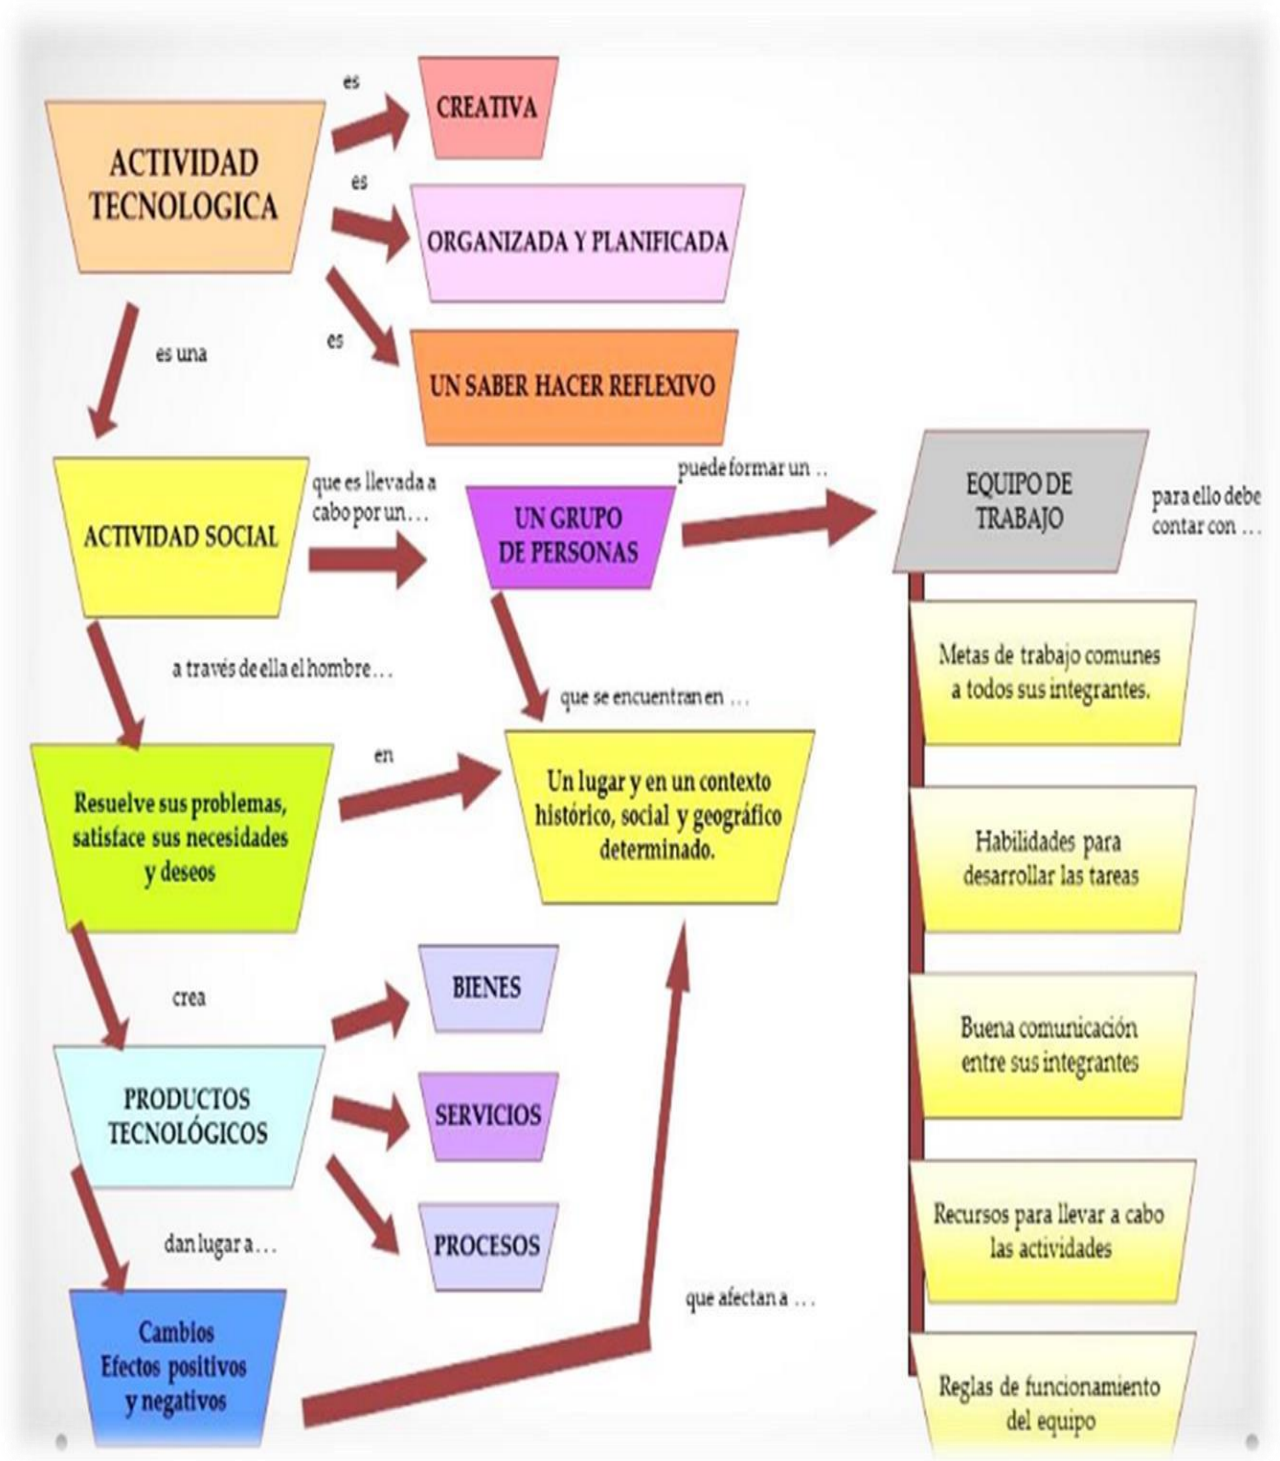 es
CREATIVA
ACTIVIDAD
TECNOLOGICA
es
ORGANIZADA Y PLANIFICADA
es
UN SABER HACER REFLEXIVO
es una
ACTIVIDAD SOCIAL
que es llevada a
cabo por un...
UN GRUPO
DE PERSONAS
puede formar un ..
EQUIPO DE
TRABAJO
para ello debe
contar con ...
Metas de trabajo comunes
a todos sus integrantes.
Habilidades para
desarrollar las tareas
Buena comunicación
entre sus integrantes
Recursos para llevar a cabo
las actividades
Reglas de funcionamiento
del equipo
a través de ella el hombre...
que se encuentran en ...
Resuelve sus problemas,
satisface sus necesidades
y deseos
en
Un lugar y en un contexto
histórico, social y geográfico
determinado.
crea
PRODUCTOS
TECNOLÓGICOS
BIENES
SERVICIOS
PROCESOS
dan lugar a...
Cambios
Efectos positivos
y negativos
que afectan a ...